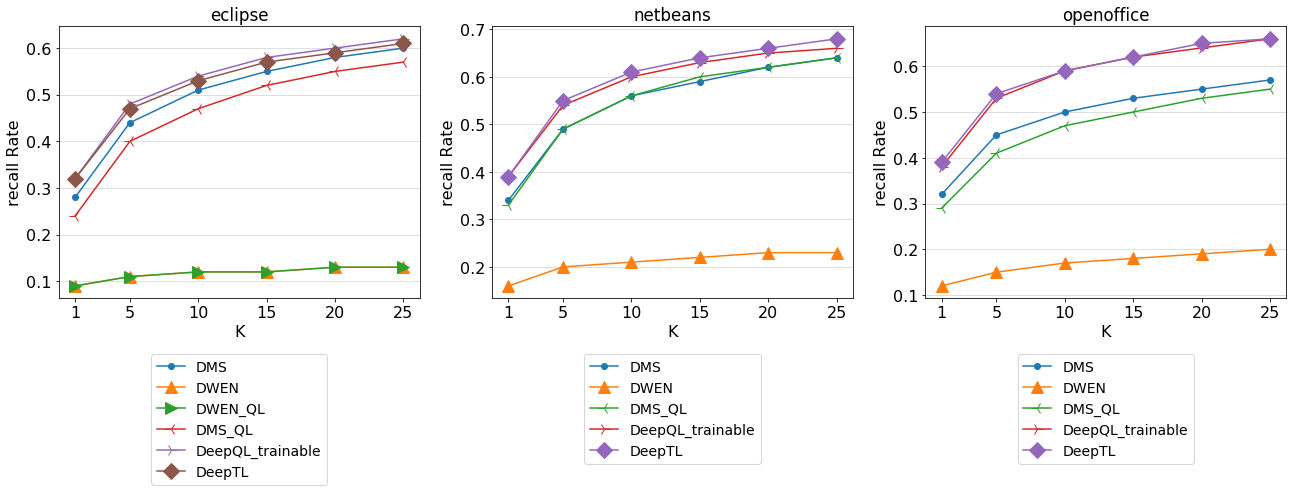 eclipse
recall Rate
0.6
0.5
0.4
0.3
0.2
0.1
1 5 10 15 20 25
K
DMS
DWEN
DWEN_QL
DMS_QL
DeepQL_trainable
DeepTL
netbeans
recall Rate
0.7
0.6
0.5
0.4
0.3
0.2
1 5 10 15 20 25
K
DMS
DWEN
DMS_QL
DeepQL_trainable
DeepTL
openoffice
recall Rate
0.6
0.5
0.4
0.3
0.2
0.1
1 5 10 15 20 25
K
DMS
DWEN
DMS_QL
DeepQL_trainable
DeepTL